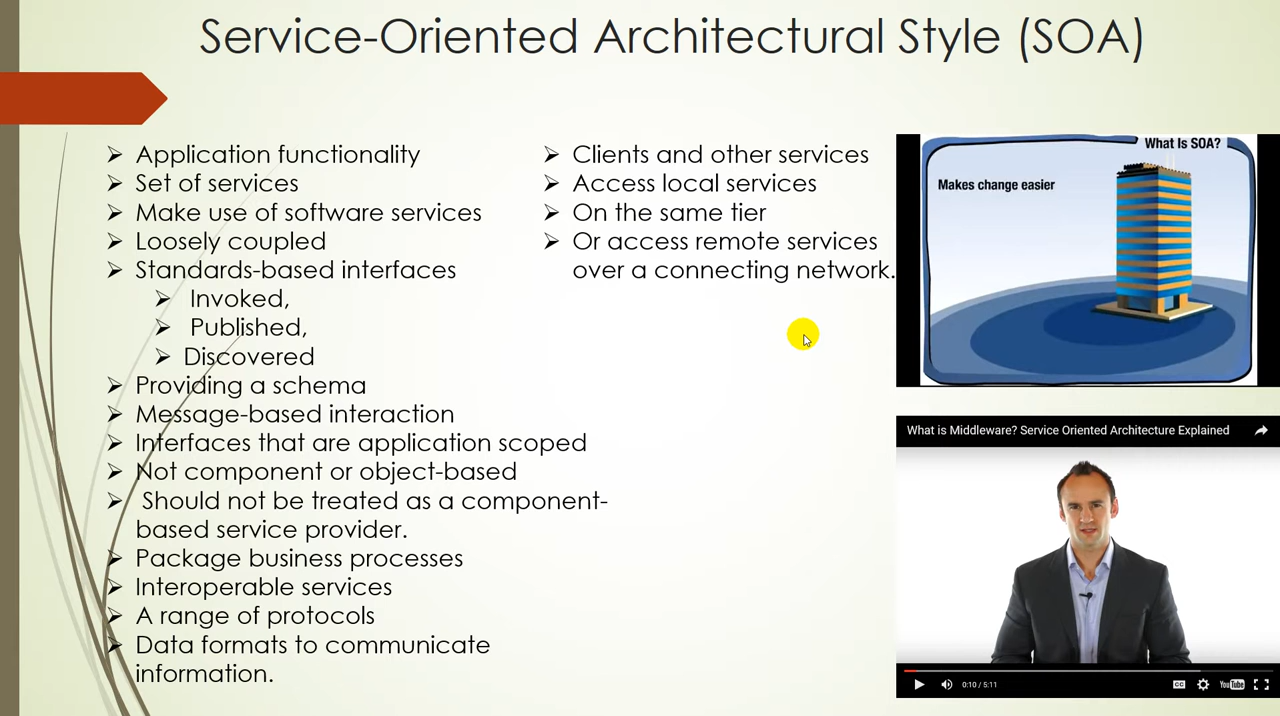 Service-Oriented Architectural Style (SOA)
Application functionality
Set of services
Make use of software services
Loosely coupled
Standards-based interfaces
Invoked,
Published,
Discovered
Providing a schema
Message-based interaction
Interfaces that are application scoped
Not component or object-based
Should not be treated as a component-
based service provider.
Package business processes
Interoperable services
A range of protocols
Data formats to communicate
information.
Clients and other services
Access local services
On the same tier
Or access remote services
over a connecting network.
What Is SOA?
Makes change easier
What is Middleware? Service Oriented Architecture Explained
0:10 / 5:11
CC
YouTube